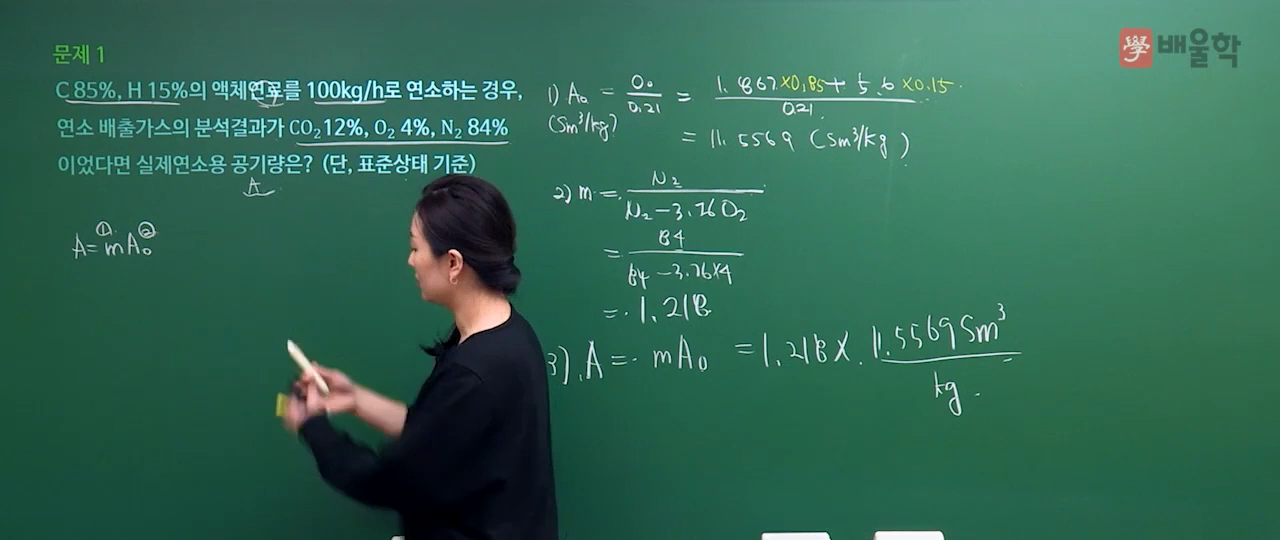 學 배울학
문제 1
C 85%, H 15%의 액체연료를 100kg/h로 연소하는 경우,
연소 배출가스의 분석결과가 CO₂12%, O₂ 4%, N₂ 84%
이었다면 실제연소용 공기량은? (단, 표준상태 기준)
A
① ②
A = mA₀
1) A₀ = O₀/0.21 = (1.867×0.85 + 5.6×0.15)/0.21
(Sm³/kg)
= 11.5569 (Sm³/kg)
2) m = N₂/(N₂-3.76O₂)
= 84/(84-3.76×4)
= 1.218
3). A = mA₀ = 1.218 × 11.5569Sm³/kg